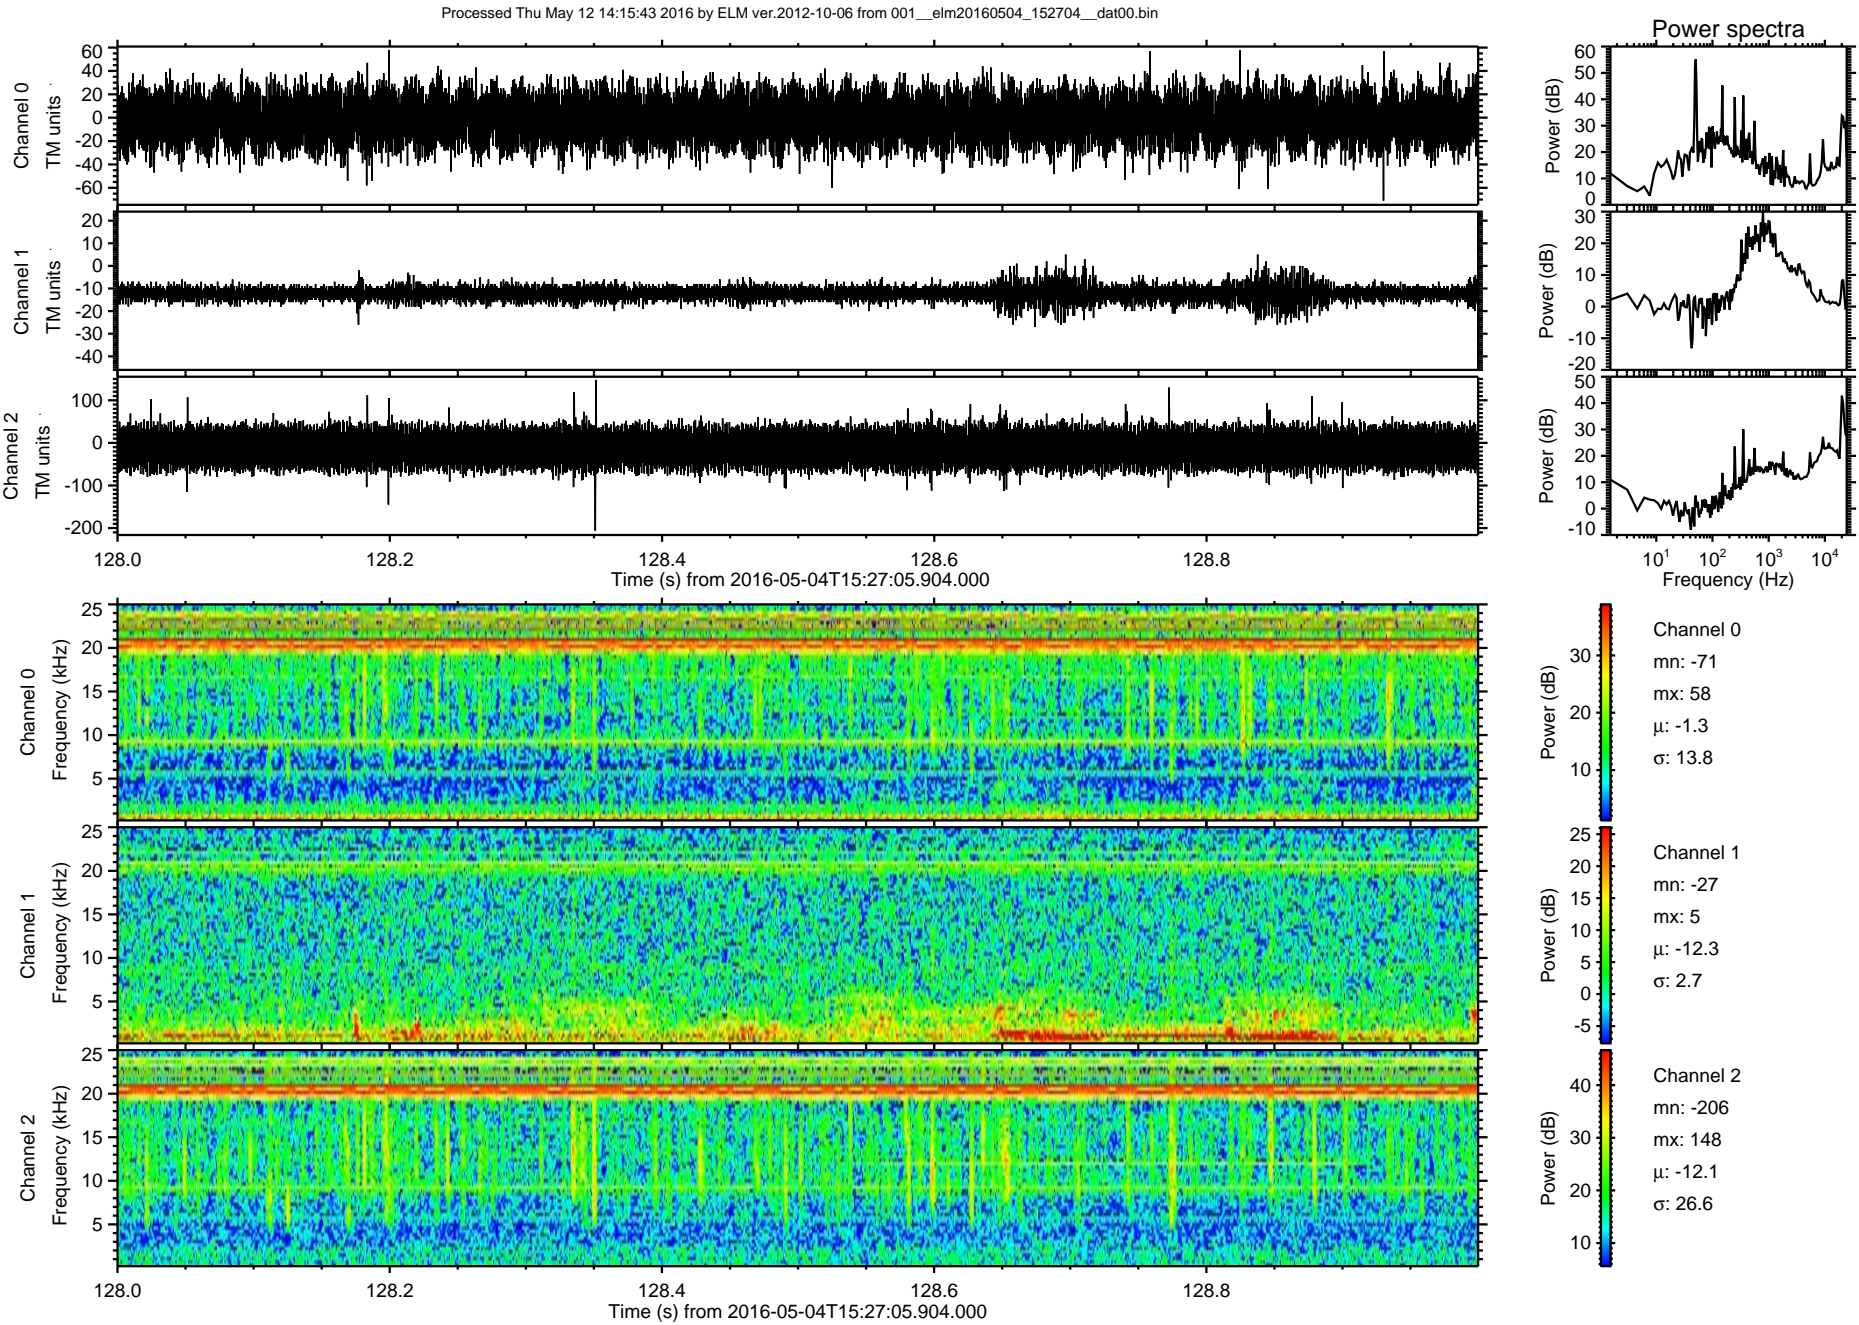 Processed Thu May 12 14:15:43 2016 by ELM ver.2012-10-06 from 001__elm20160504_152704__dat00.bin
Power spectra
Channel 0
TM units
60
40
20
0
-20
-40
-60
Power (dB)
60
50
40
30
20
10
0
Channel 1
TM units
20
10
0
-10
-20
-30
-40
Power (dB)
30
20
10
0
-10
-20
Channel 2
TM units
100
0
-100
-200
Power (dB)
50
40
30
20
10
0
-10
128.0 128.2 128.4 128.6 128.8
Time (s) from 2016-05-04T15:27:05.904.000
10¹ 10² 10³ 10⁴
Frequency (Hz)
Channel 0
Frequency (kHz)
25
20
15
10
5
Power (dB)
30
20
10
Channel 0
mn: -71
mx: 58
μ: -1.3
σ: 13.8
Channel 1
Frequency (kHz)
25
20
15
10
5
Power (dB)
25
20
15
10
5
0
-5
Channel 1
mn: -27
mx: 5
μ: -12.3
σ: 2.7
Channel 2
Frequency (kHz)
25
20
15
10
5
Power (dB)
40
30
20
10
Channel 2
mn: -206
mx: 148
μ: -12.1
σ: 26.6
128.0 128.2 128.4 128.6 128.8
Time (s) from 2016-05-04T15:27:05.904.000